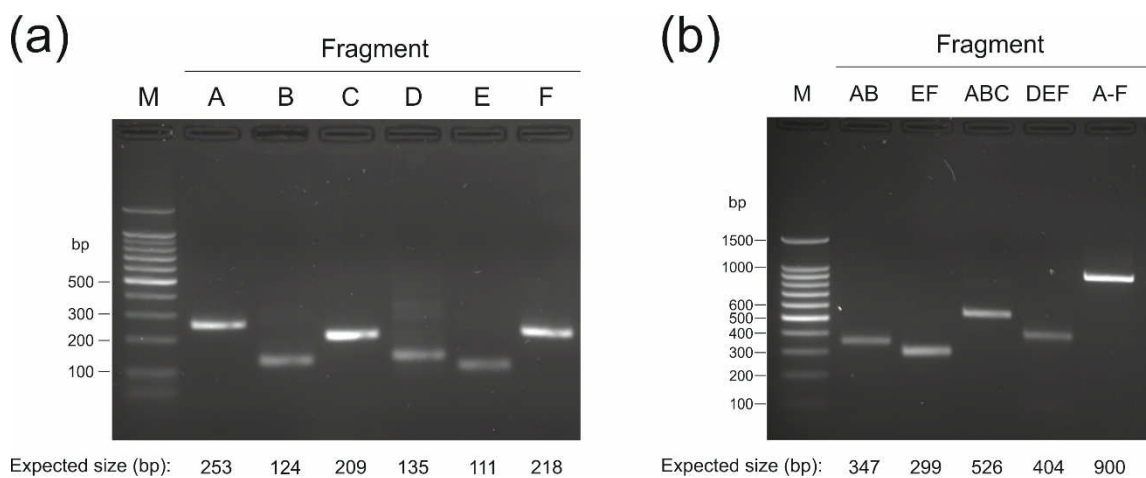 (a)
Fragment
M A B C D E F
bp
500
300
200
100
Expected size (bp): 253 124 209 135 111 218
(b)
Fragment
M AB EF ABC DEF A-F
bp
1500
1000
600
500
400
300
200
100
Expected size (bp): 347 299 526 404 900